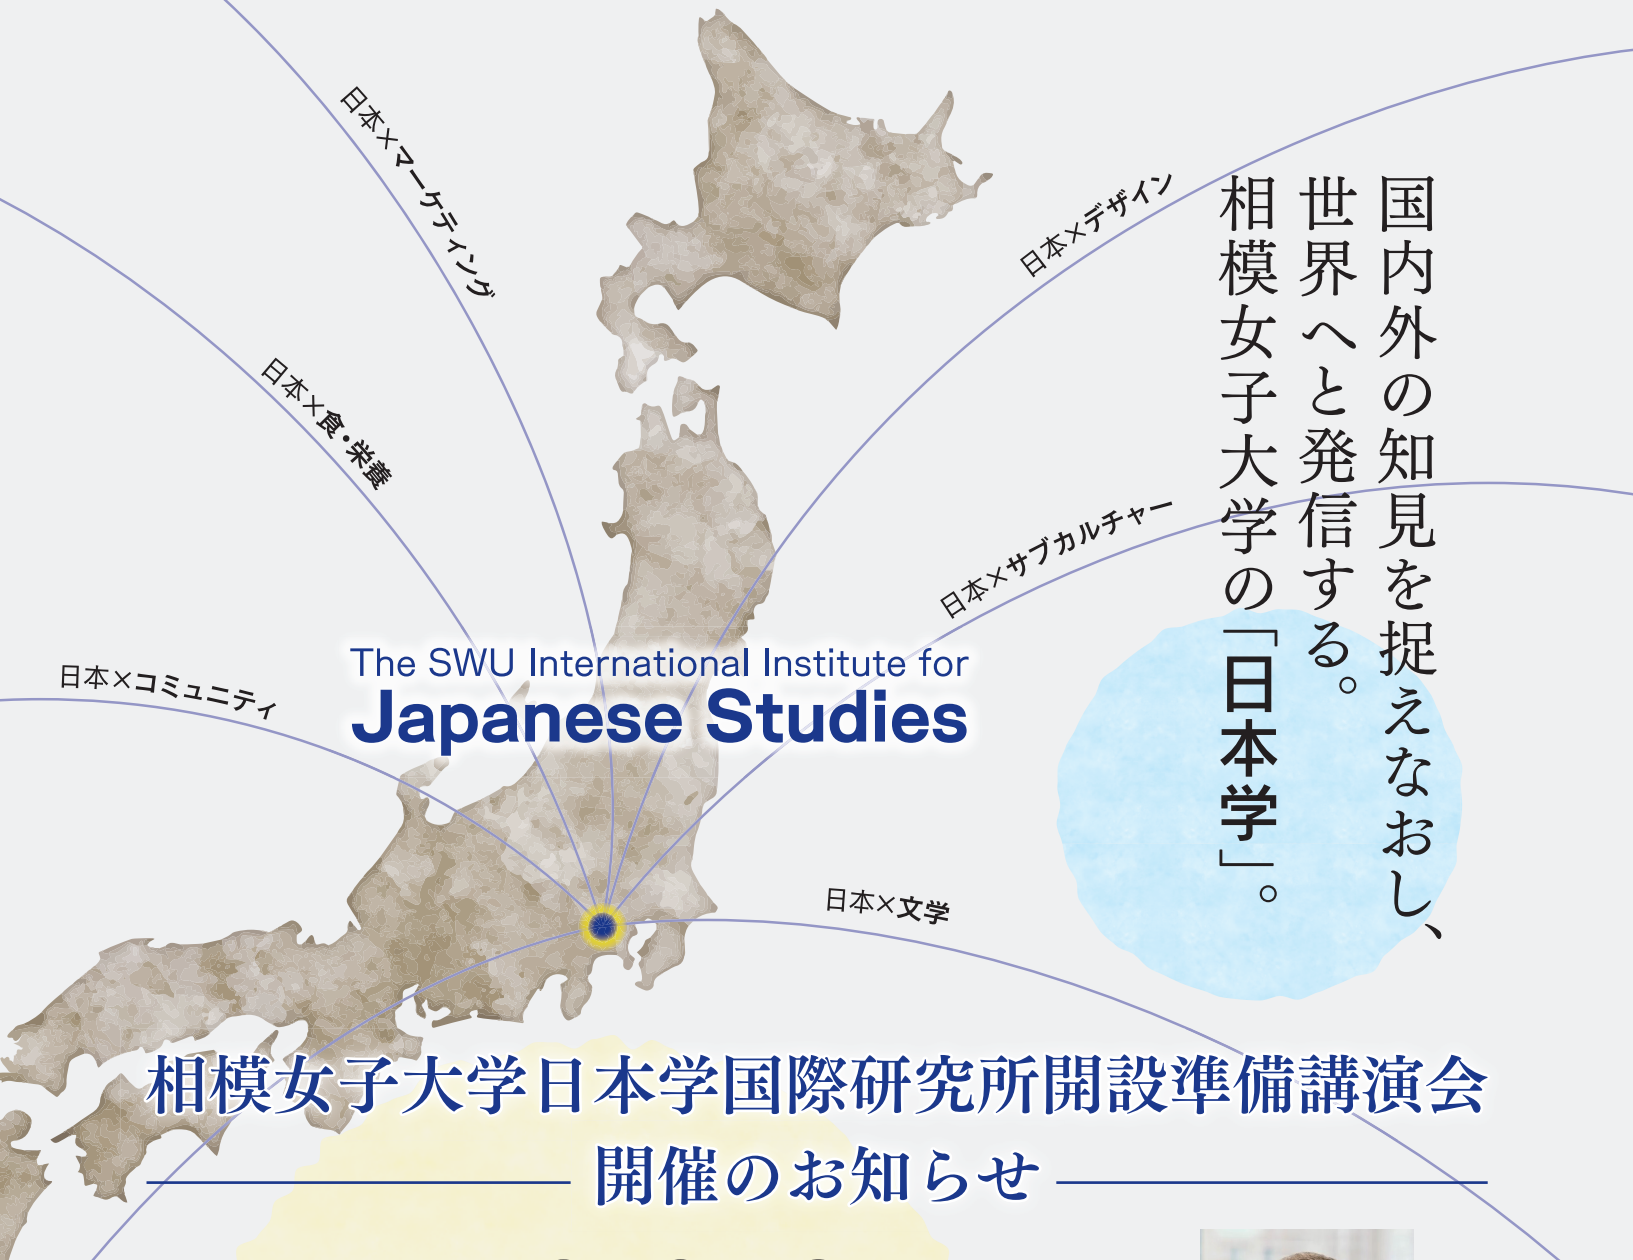 国内外の知見を捉えなおし、
世界へと発信する。
相模女子大学の「日本学」。
日本×マーケティング
日本×デザイン
日本×食・栄養
日本×サブカルチャー
日本×コミュニティ
日本×文学
The SWU International Institute for
Japanese Studies
相模女子大学日本学国際研究所開設準備講演会
開催のお知らせ